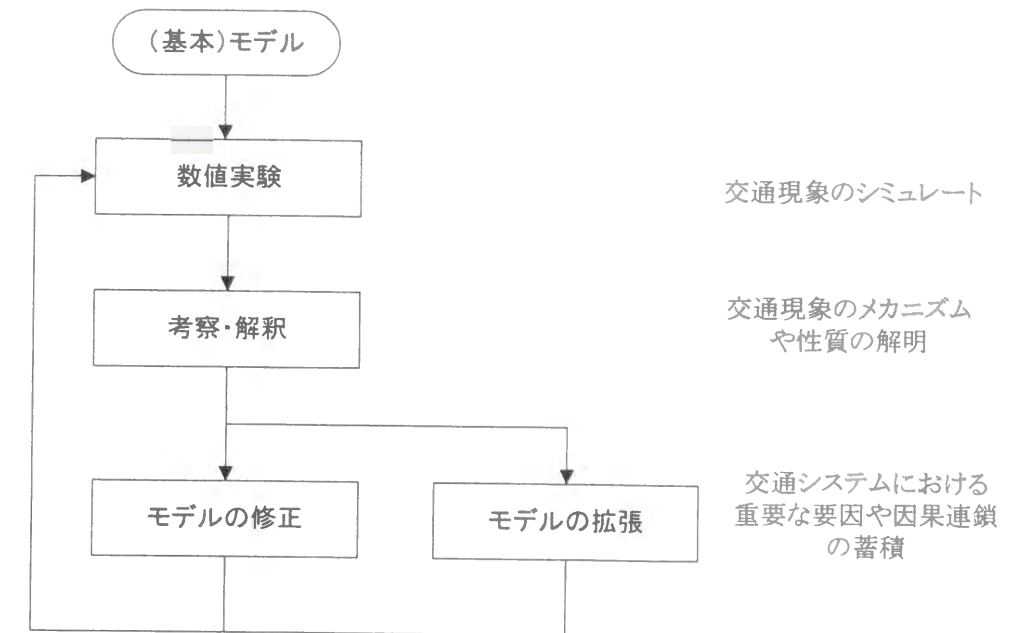 （基本）モデル
数値実験
交通現象のシミュレート
考察・解釈
交通現象のメカニズム
や性質の解明
モデルの修正
モデルの拡張
交通システムにおける
重要な要因や因果連鎖
の蓄積